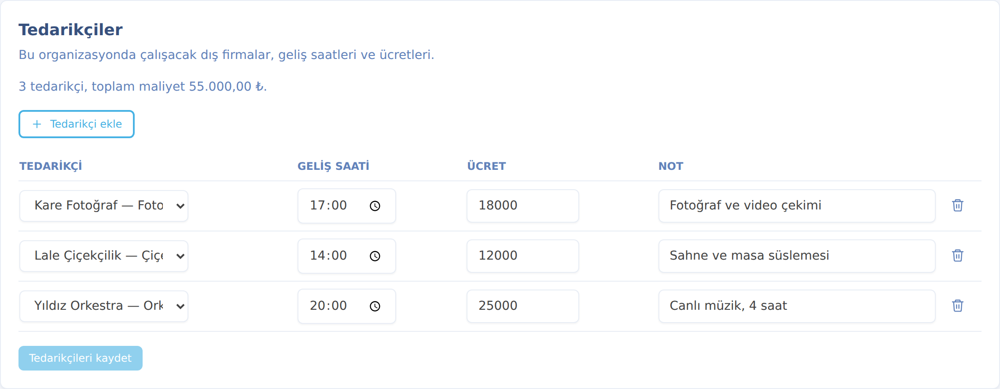 Tedarikçiler
Bu organizasyonda çalışacak dış firmalar, geliş saatleri ve ücretleri.
3 tedarikçi, toplam maliyet 55.000,00 ₺.
+ Tedarikçi ekle
TEDARİKÇİ GELİŞ SAATİ ÜCRET NOT
Kare Fotoğraf — Foto 17:00 18000 Fotoğraf ve video çekimi
Lale Çiçekçilik — Çiçe 14:00 12000 Sahne ve masa süslemesi
Yıldız Orkestra — Ork 20:00 25000 Canlı müzik, 4 saat
Tedarikçileri kaydet